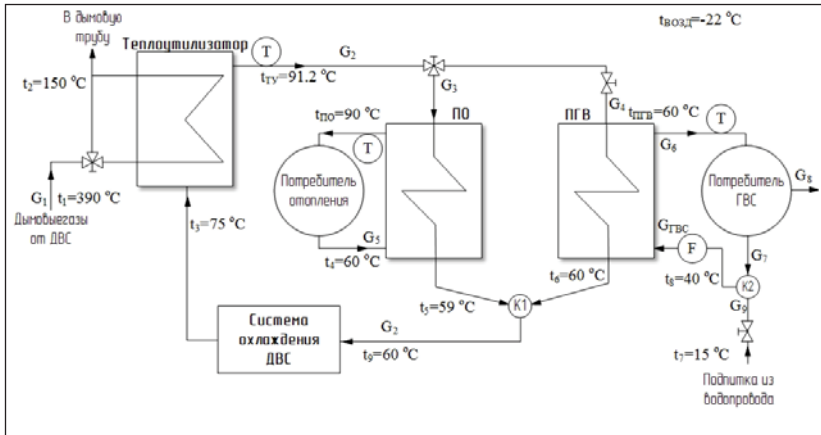 В дымовую
трубу
Теплоутилизатор
T
G₂
tВОЗД=-22 °C
t₂=150 °C
tТУ=91.2 °C
G₃
G₄
tПО=90 °C
ПО
ПГВ
tПГВ=60 °C
T
T
G₆
G₁
t₁=390 °C
Дымовыегазы
от ДВС
Потребитель
отопления
Потребитель
ГВС
G₈
t₃=75 °C
G₅
t₄=60 °C
GГВС
F
G₇
t₆=60 °C
t₈=40 °C
К2
t₅=59 °C
К1
G₉
Система
охлаждения
ДВС
G₂
t₉=60 °C
t₇=15 °C
Подпитка из
водопровода